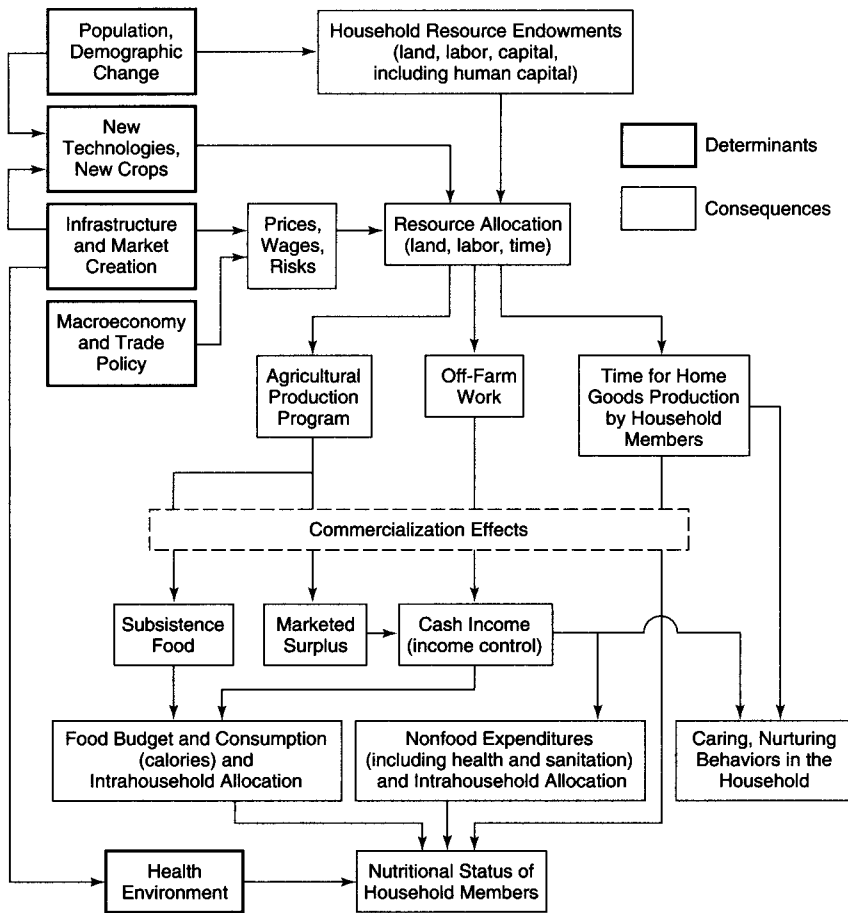 Population,
Demographic
Change
Household Resource Endowments
(land, labor, capital,
including human capital)
New
Technologies,
New Crops
Determinants
Consequences
Infrastructure
and Market
Creation
Prices,
Wages,
Risks
Resource Allocation
(land, labor, time)
Macroeconomy
and Trade
Policy
Agricultural
Production
Program
Off-Farm
Work
Time for Home
Goods Production
by Household
Members
Commercialization Effects
Subsistence
Food
Marketed
Surplus
Cash Income
(income control)
Food Budget and Consumption
(calories) and
Intrahousehold Allocation
Nonfood Expenditures
(including health and sanitation)
and Intrahousehold Allocation
Caring, Nurturing
Behaviors in the
Household
Health
Environment
Nutritional Status of
Household Members